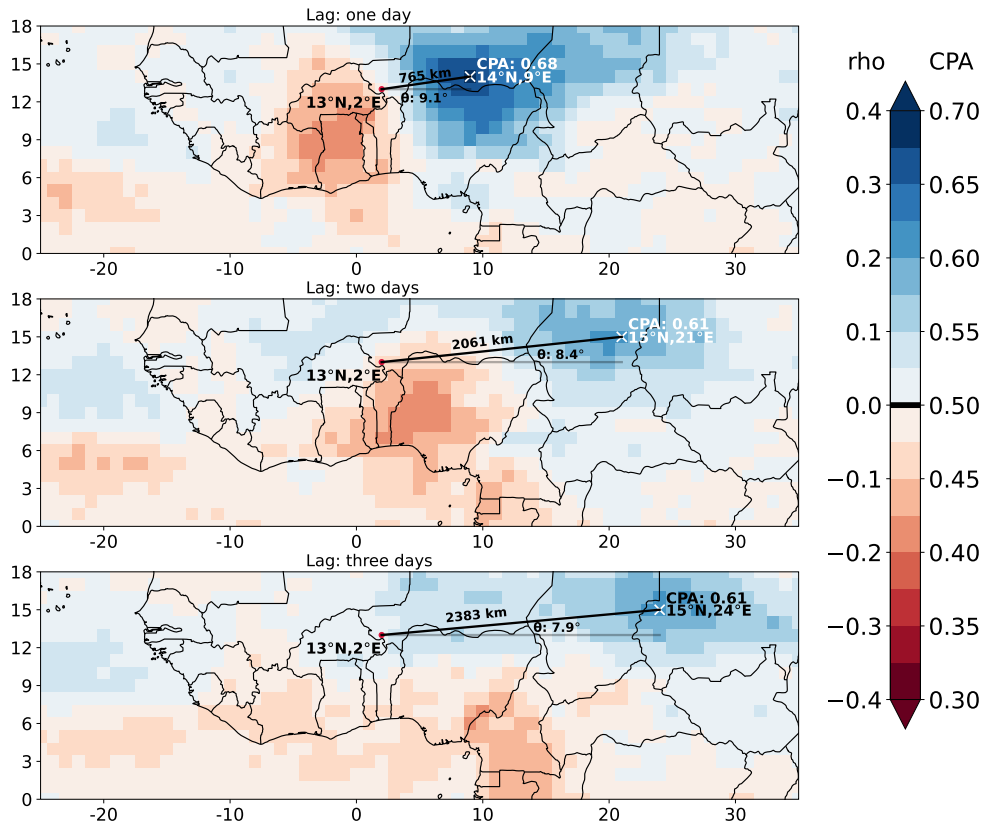 Lag: one day
18
15
12
9
6
3
0
CPA: 0.68
14°N,9°E
765 km
θ: 9.1°
13°N,2°E
-20
-10
0
10
20
30
Lag: two days
18
15
12
9
6
3
0
CPA: 0.61
15°N,21°E
2061 km
θ: 8.4°
13°N,2°E
-20
-10
0
10
20
30
Lag: three days
18
15
12
9
6
3
0
CPA: 0.61
15°N,24°E
2383 km
θ: 7.9°
13°N,2°E
-20
-10
0
10
20
30
rho CPA
0.4 0.70
0.3 0.65
0.2 0.60
0.1 0.55
0.0 0.50
−0.1 0.45
−0.2 0.40
−0.3 0.35
−0.4 0.30